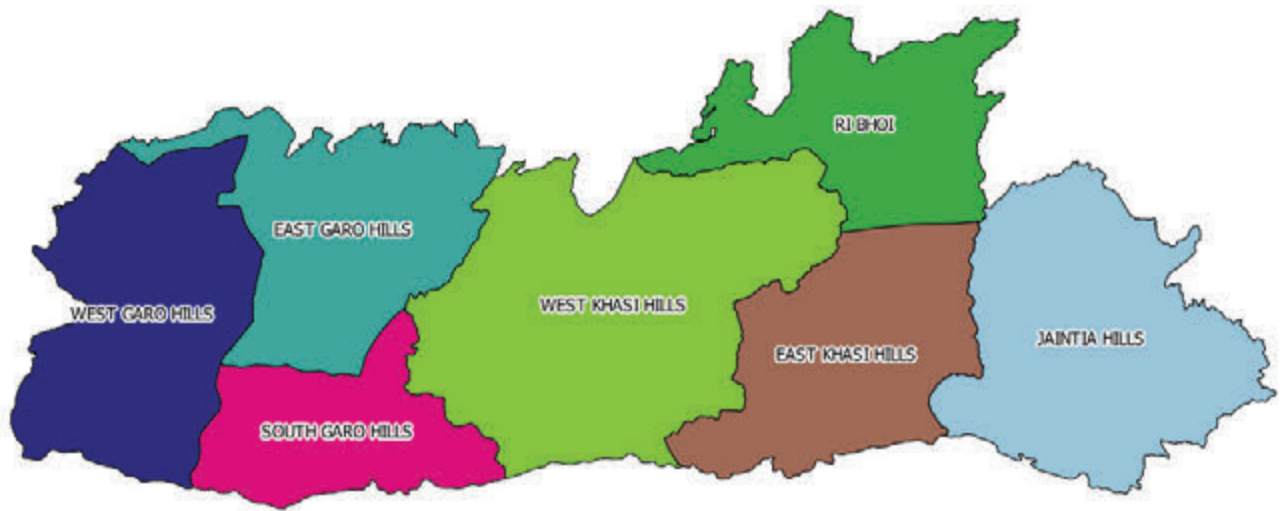 RI BHOI
EAST GARO HILLS
WEST GARO HILLS
WEST KHASI HILLS
JAINTIA HILLS
EAST KHASI HILLS
SOUTH GARO HILLS